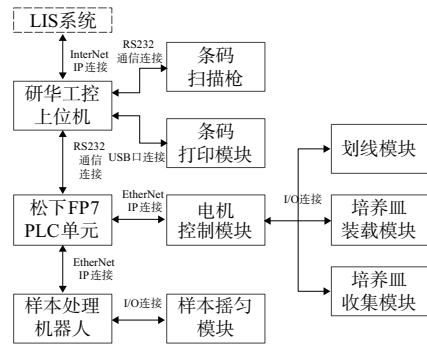 LIS系统
InterNet
IP连接
RS232
通信连接
条码
扫描枪
研华工控
上位机
RS232
通信
连接
USB口连接
条码
打印模块
划线模块
松下FP7
PLC单元
EtherNet
IP连接
电机
控制模块
I/O连接
培养皿
装载模块
EtherNet
IP连接
样本处理
机器人
I/O连接
样本摇匀
模块
培养皿
收集模块